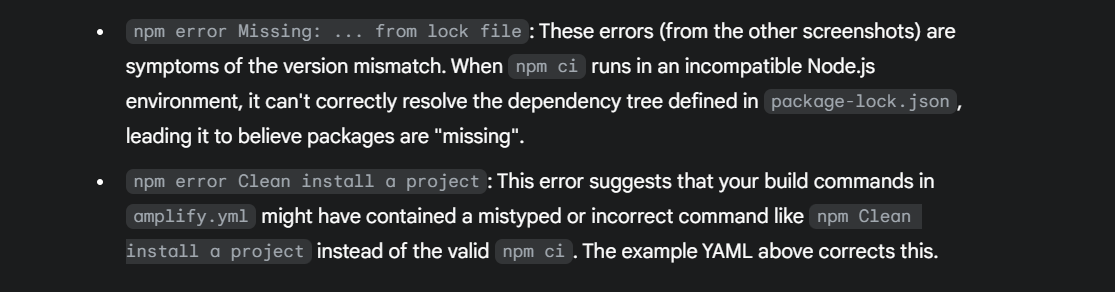 • npm error Missing: ... from lock file: These errors (from the other screenshots) are
symptoms of the version mismatch. When npm ci runs in an incompatible Node.js
environment, it can't correctly resolve the dependency tree defined in package-lock.json,
leading it to believe packages are "missing".
• npm error Clean install a project: This error suggests that your build commands in
amplify.yml might have contained a mistyped or incorrect command like npm Clean
install a project instead of the valid npm ci. The example YAML above corrects this.